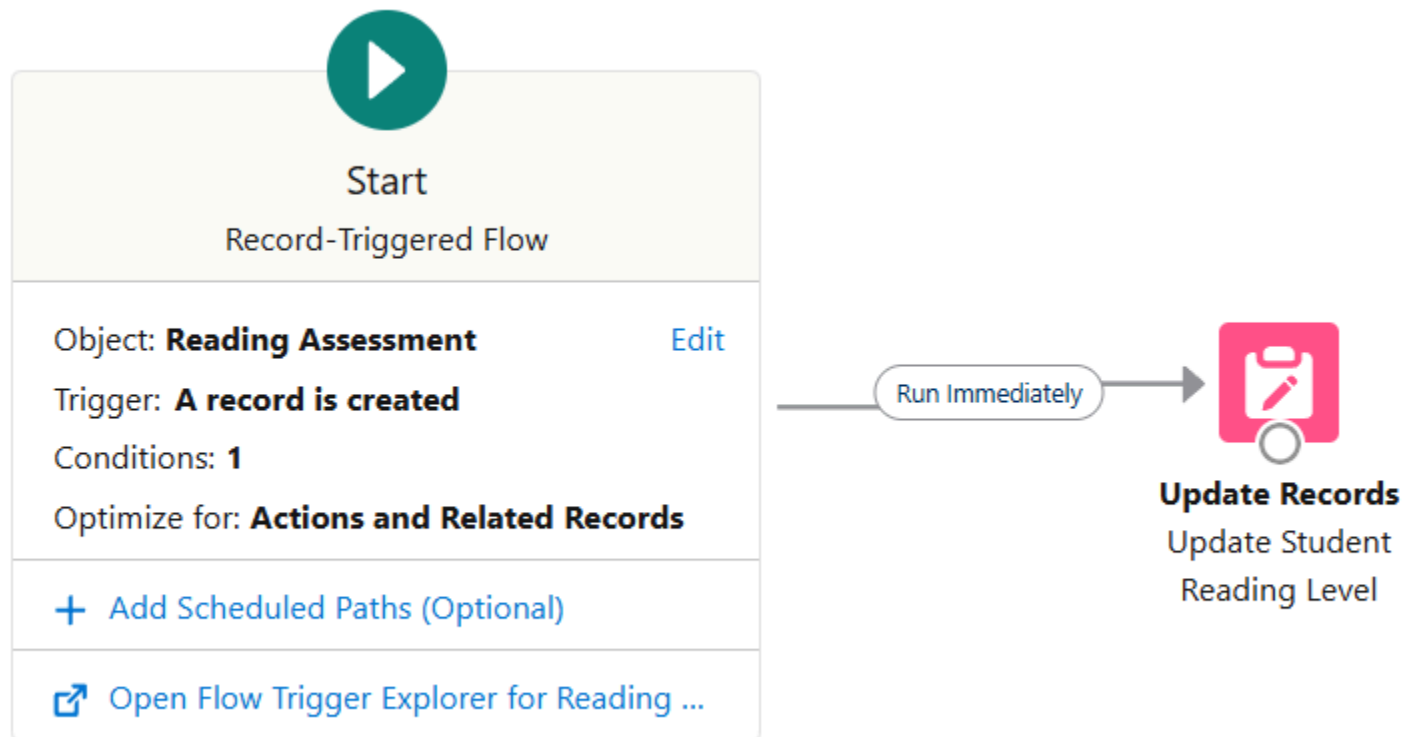 Start
Record-Triggered Flow
Object: Reading Assessment
Edit
Trigger: A record is created
Conditions: 1
Optimize for: Actions and Related Records
+ Add Scheduled Paths (Optional)
Open Flow Trigger Explorer for Reading ...
Run Immediately
Update Records
Update Student
Reading Level